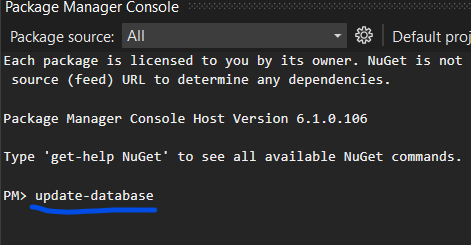 Package Manager Console
Package source: All Default proj
Each package is licensed to you by its owner. NuGet is not
source (feed) URL to determine any dependencies.
Package Manager Console Host Version 6.1.0.106
Type 'get-help NuGet' to see all available NuGet commands.
PM> update-database